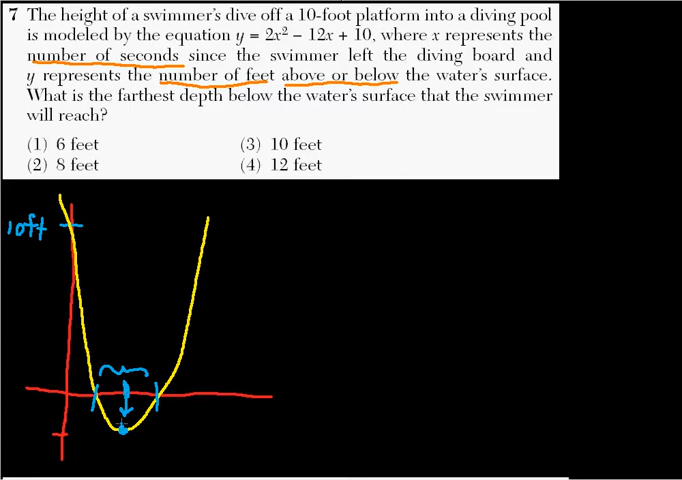 7 The height of a swimmer's dive off a 10-foot platform into a diving pool
is modeled by the equation y = 2x² − 12x + 10, where x represents the
number of seconds since the swimmer left the diving board and
y represents the number of feet above or below the water's surface.
What is the farthest depth below the water's surface that the swimmer
will reach?
(1) 6 feet (3) 10 feet
(2) 8 feet (4) 12 feet
10ft